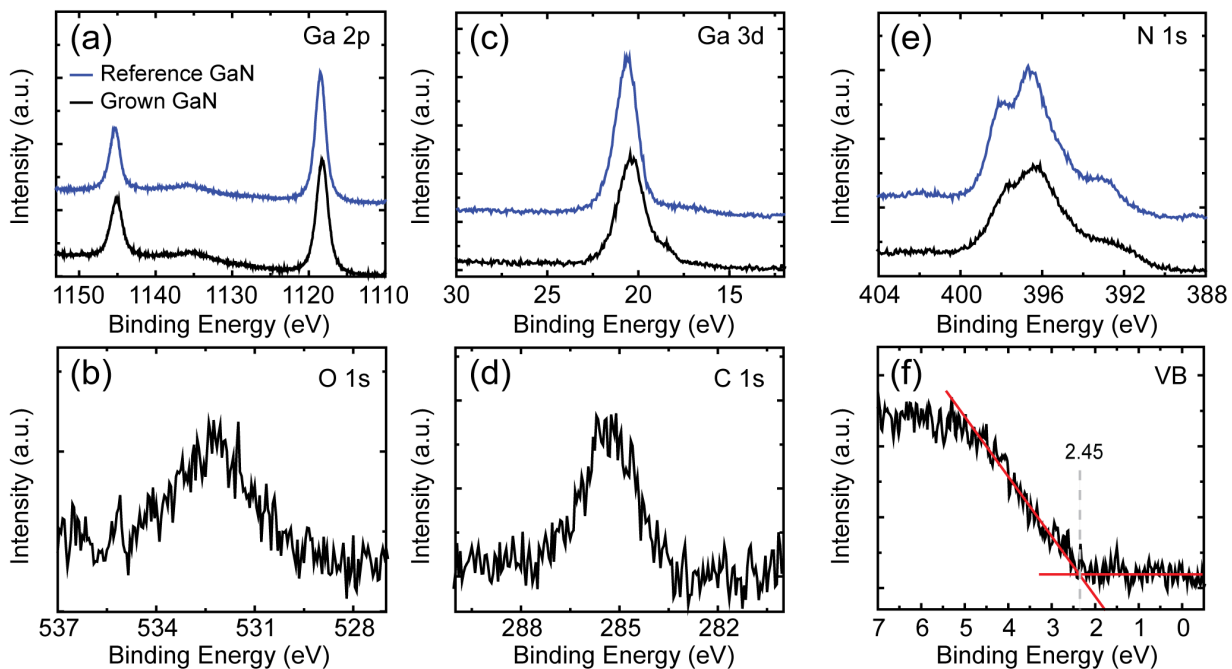 (a) Ga 2p
Reference GaN
Grown GaN
Intensity (a.u.)
1150 1140 1130 1120 1110
Binding Energy (eV)
(c) Ga 3d
Intensity (a.u.)
30 25 20 15
Binding Energy (eV)
(e) N 1s
Intensity (a.u.)
404 400 396 392 388
Binding Energy (eV)
(b) O 1s
Intensity (a.u.)
537 534 531 528
Binding Energy (eV)
(d) C 1s
Intensity (a.u.)
288 285 282
Binding Energy (eV)
(f) VB
2.45
Intensity (a.u.)
7 6 5 4 3 2 1 0
Binding Energy (eV)